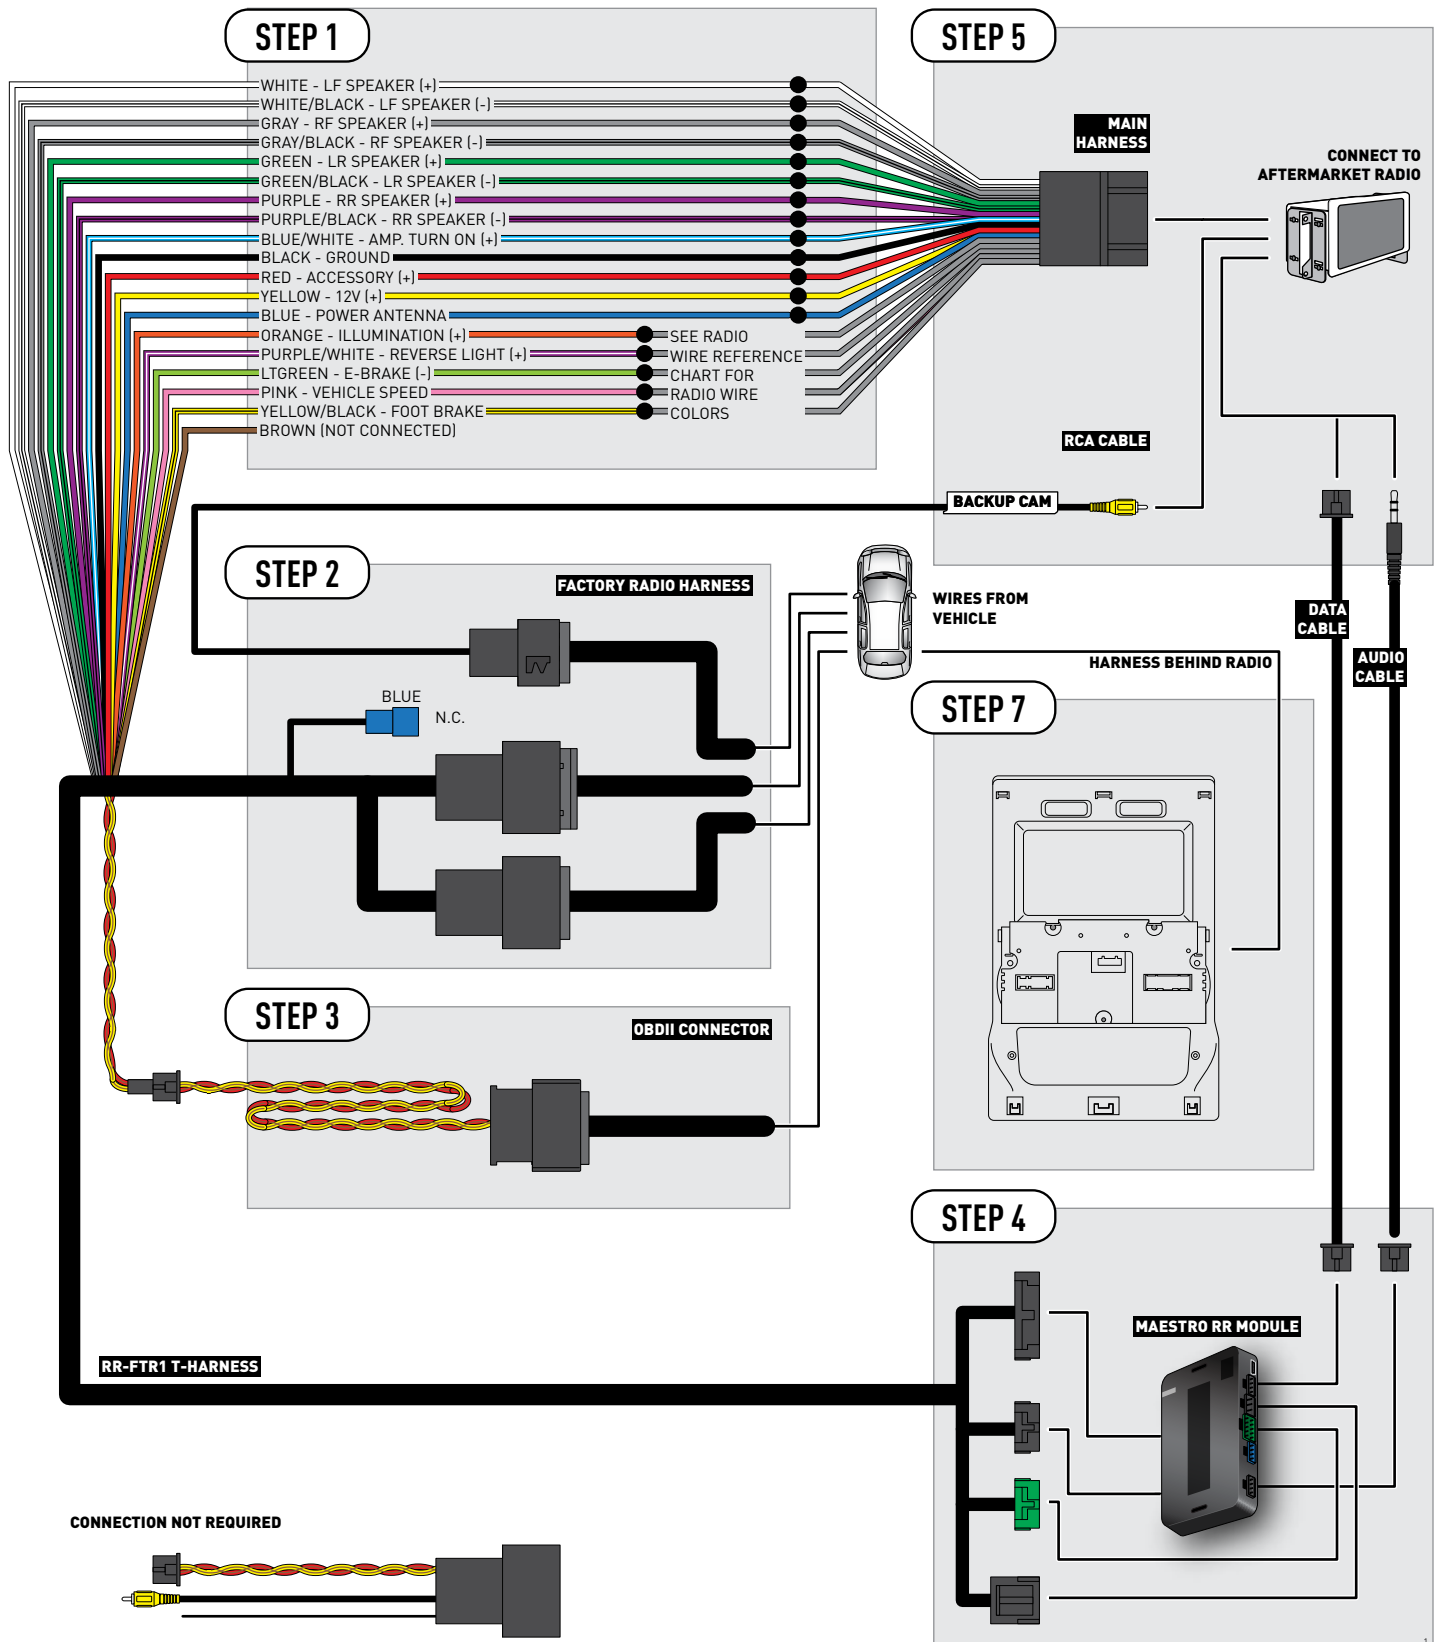 STEP 1
WHITE - LF SPEAKER (+)
WHITE/BLACK - LF SPEAKER (-)
GRAY - RF SPEAKER (+)
GRAY/BLACK - RF SPEAKER (-)
GREEN - LR SPEAKER (+)
GREEN/BLACK - LR SPEAKER (-)
PURPLE - RR SPEAKER (+)
PURPLE/BLACK - RR SPEAKER (-)
BLUE/WHITE - AMP. TURN ON (+)
BLACK - GROUND
RED - ACCESSORY (+)
YELLOW - 12V (+)
BLUE - POWER ANTENNA
ORANGE - ILLUMINATION (+)
PURPLE/WHITE - REVERSE LIGHT (+)
LTGREEN - E-BRAKE (-)
PINK - VEHICLE SPEED
YELLOW/BLACK - FOOT BRAKE
BROWN (NOT CONNECTED)
SEE RADIO
WIRE REFERENCE
CHART FOR
RADIO WIRE
COLORS
STEP 5
MAIN
HARNESS
CONNECT TO
AFTERMARKET RADIO
RCA CABLE
BACKUP CAM
STEP 2
FACTORY RADIO HARNESS
WIRES FROM
VEHICLE
DATA
CABLE
AUDIO
CABLE
HARNESS BEHIND RADIO
BLUE
N.C.
STEP 7
STEP 3
OBDII CONNECTOR
STEP 4
MAESTRO RR MODULE
RR-FTR1 T-HARNESS
CONNECTION NOT REQUIRED
1